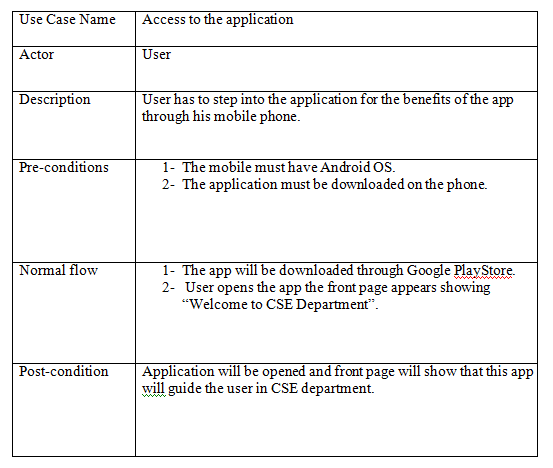 Use Case Name Access to the application
Actor User
Description User has to step into the application for the benefits of the app
through his mobile phone.
Pre-conditions 1- The mobile must have Android OS.
2- The application must be downloaded on the phone.
Normal flow 1- The app will be downloaded through Google PlayStore.
2- User opens the app the front page appears showing
“Welcome to CSE Department”.
Post-condition Application will be opened and front page will show that this app
will guide the user in CSE department.